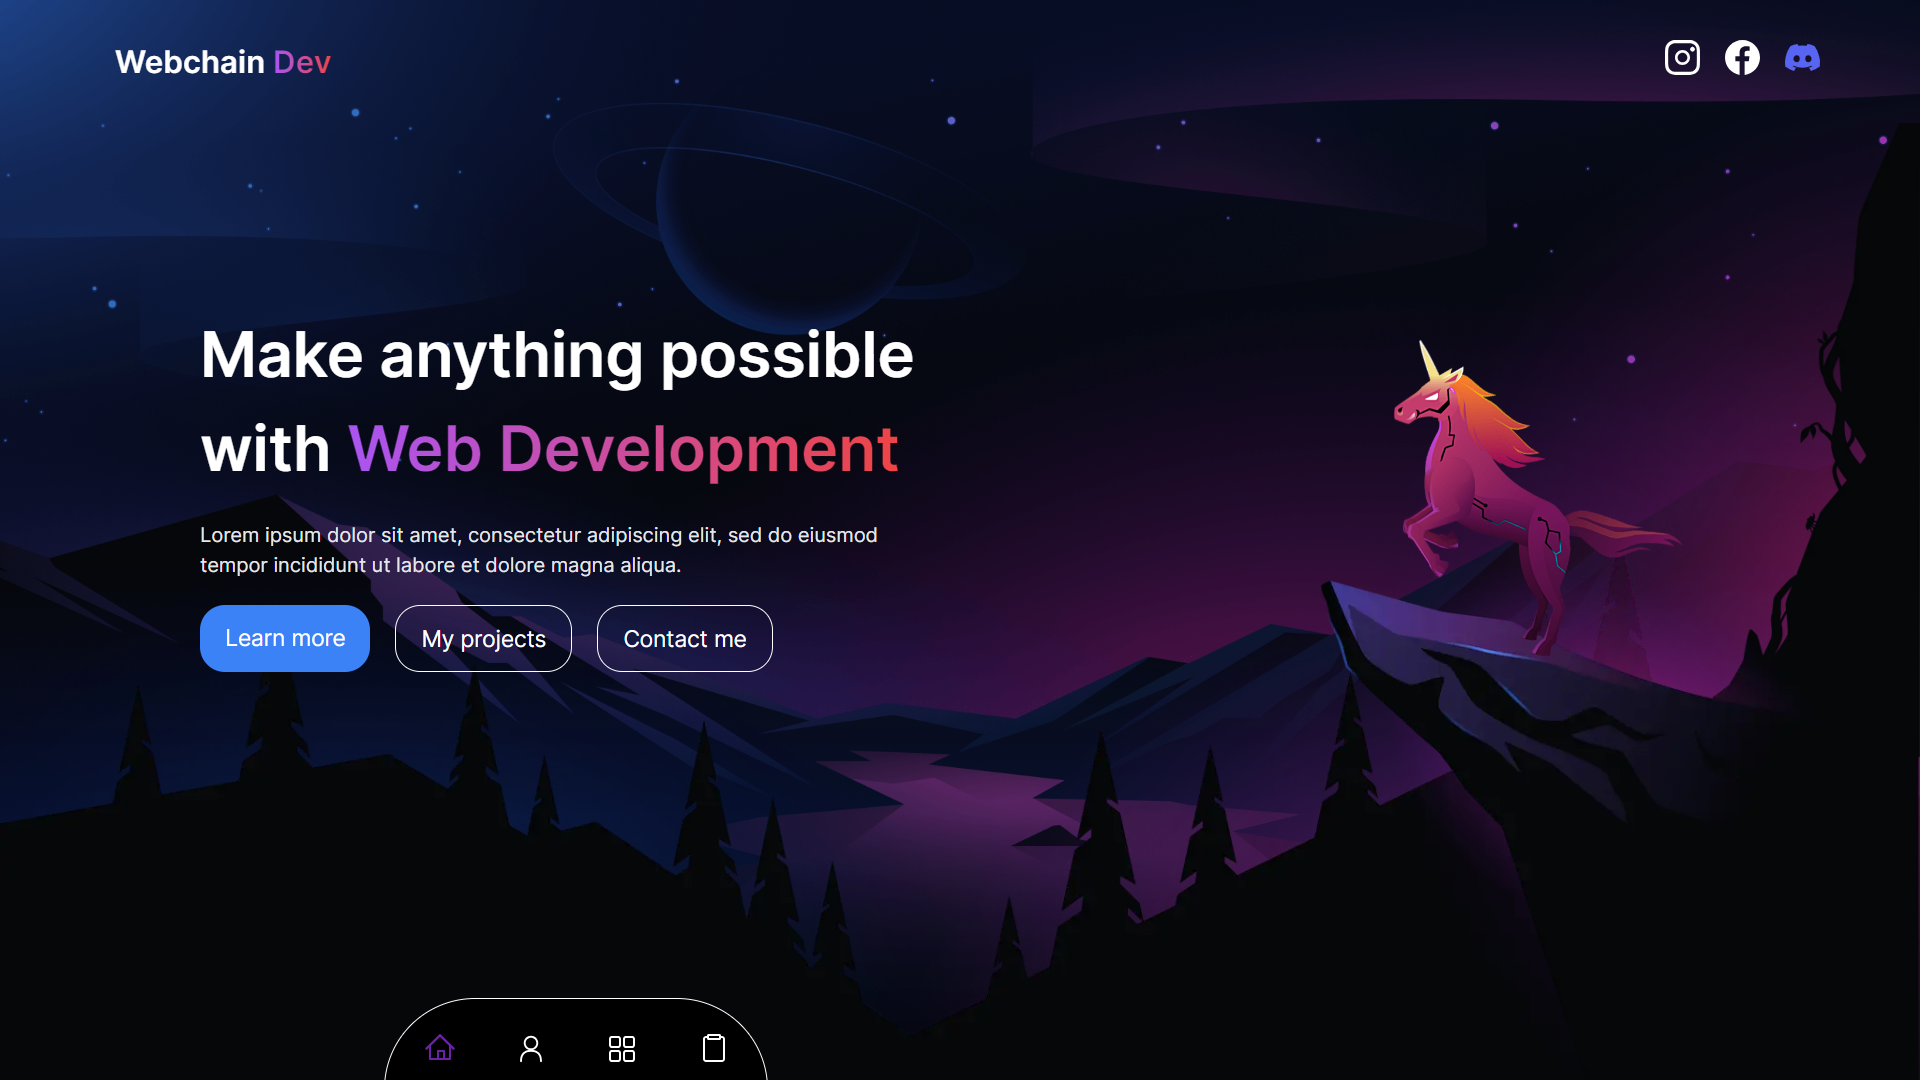 Webchain Dev
Make anything possible
with Web Development
Lorem ipsum dolor sit amet, consectetur adipiscing elit, sed do eiusmod
tempor incididunt ut labore et dolore magna aliqua.
Learn more
My projects
Contact me